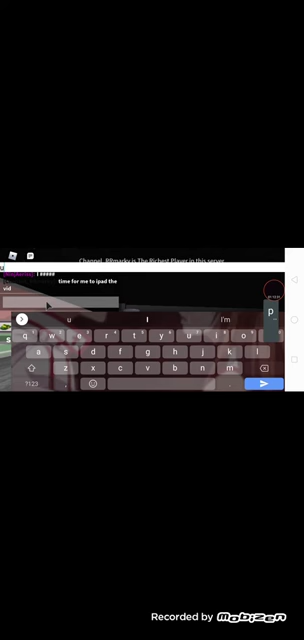 Channel, RRmarky is The Richest Player in this server
u
I #####
time for me to ipad the
vid
u I I'm
p
q w e r t y u i o
a s d f g h j k l
z x c v b n m
?123 , .
Recorded by mobizen